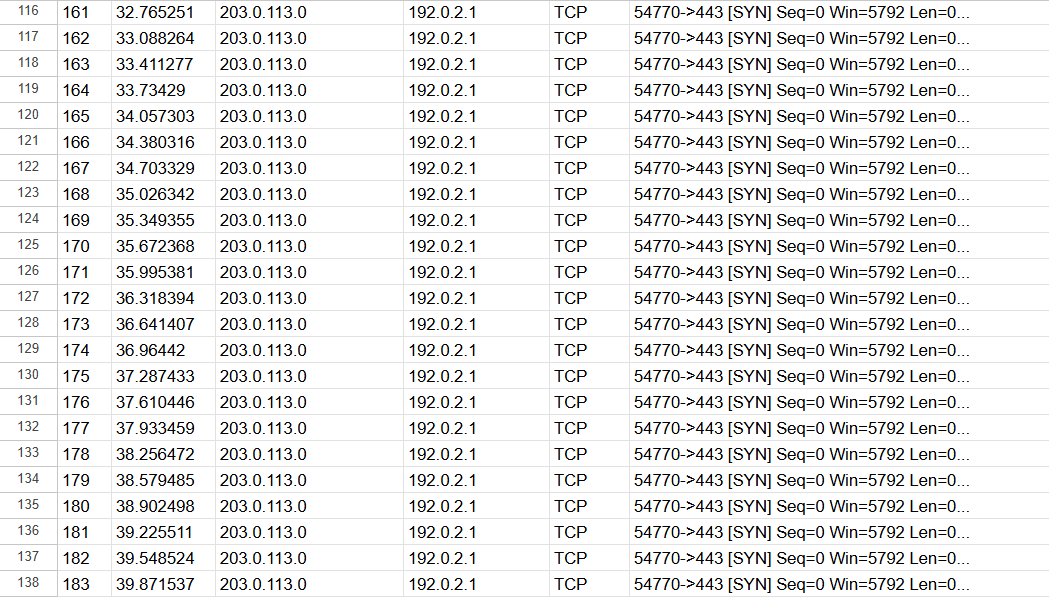 116 161 32.765251 203.0.113.0 192.0.2.1 TCP 54770->443 [SYN] Seq=0 Win=5792 Len=0...
117 162 33.088264 203.0.113.0 192.0.2.1 TCP 54770->443 [SYN] Seq=0 Win=5792 Len=0...
118 163 33.411277 203.0.113.0 192.0.2.1 TCP 54770->443 [SYN] Seq=0 Win=5792 Len=0...
119 164 33.73429 203.0.113.0 192.0.2.1 TCP 54770->443 [SYN] Seq=0 Win=5792 Len=0...
120 165 34.057303 203.0.113.0 192.0.2.1 TCP 54770->443 [SYN] Seq=0 Win=5792 Len=0...
121 166 34.380316 203.0.113.0 192.0.2.1 TCP 54770->443 [SYN] Seq=0 Win=5792 Len=0...
122 167 34.703329 203.0.113.0 192.0.2.1 TCP 54770->443 [SYN] Seq=0 Win=5792 Len=0...
123 168 35.026342 203.0.113.0 192.0.2.1 TCP 54770->443 [SYN] Seq=0 Win=5792 Len=0...
124 169 35.349355 203.0.113.0 192.0.2.1 TCP 54770->443 [SYN] Seq=0 Win=5792 Len=0...
125 170 35.672368 203.0.113.0 192.0.2.1 TCP 54770->443 [SYN] Seq=0 Win=5792 Len=0...
126 171 35.995381 203.0.113.0 192.0.2.1 TCP 54770->443 [SYN] Seq=0 Win=5792 Len=0...
127 172 36.318394 203.0.113.0 192.0.2.1 TCP 54770->443 [SYN] Seq=0 Win=5792 Len=0...
128 173 36.641407 203.0.113.0 192.0.2.1 TCP 54770->443 [SYN] Seq=0 Win=5792 Len=0...
129 174 36.96442 203.0.113.0 192.0.2.1 TCP 54770->443 [SYN] Seq=0 Win=5792 Len=0...
130 175 37.287433 203.0.113.0 192.0.2.1 TCP 54770->443 [SYN] Seq=0 Win=5792 Len=0...
131 176 37.610446 203.0.113.0 192.0.2.1 TCP 54770->443 [SYN] Seq=0 Win=5792 Len=0...
132 177 37.933459 203.0.113.0 192.0.2.1 TCP 54770->443 [SYN] Seq=0 Win=5792 Len=0...
133 178 38.256472 203.0.113.0 192.0.2.1 TCP 54770->443 [SYN] Seq=0 Win=5792 Len=0...
134 179 38.579485 203.0.113.0 192.0.2.1 TCP 54770->443 [SYN] Seq=0 Win=5792 Len=0...
135 180 38.902498 203.0.113.0 192.0.2.1 TCP 54770->443 [SYN] Seq=0 Win=5792 Len=0...
136 181 39.225511 203.0.113.0 192.0.2.1 TCP 54770->443 [SYN] Seq=0 Win=5792 Len=0...
137 182 39.548524 203.0.113.0 192.0.2.1 TCP 54770->443 [SYN] Seq=0 Win=5792 Len=0...
138 183 39.871537 203.0.113.0 192.0.2.1 TCP 54770->443 [SYN] Seq=0 Win=5792 Len=0...